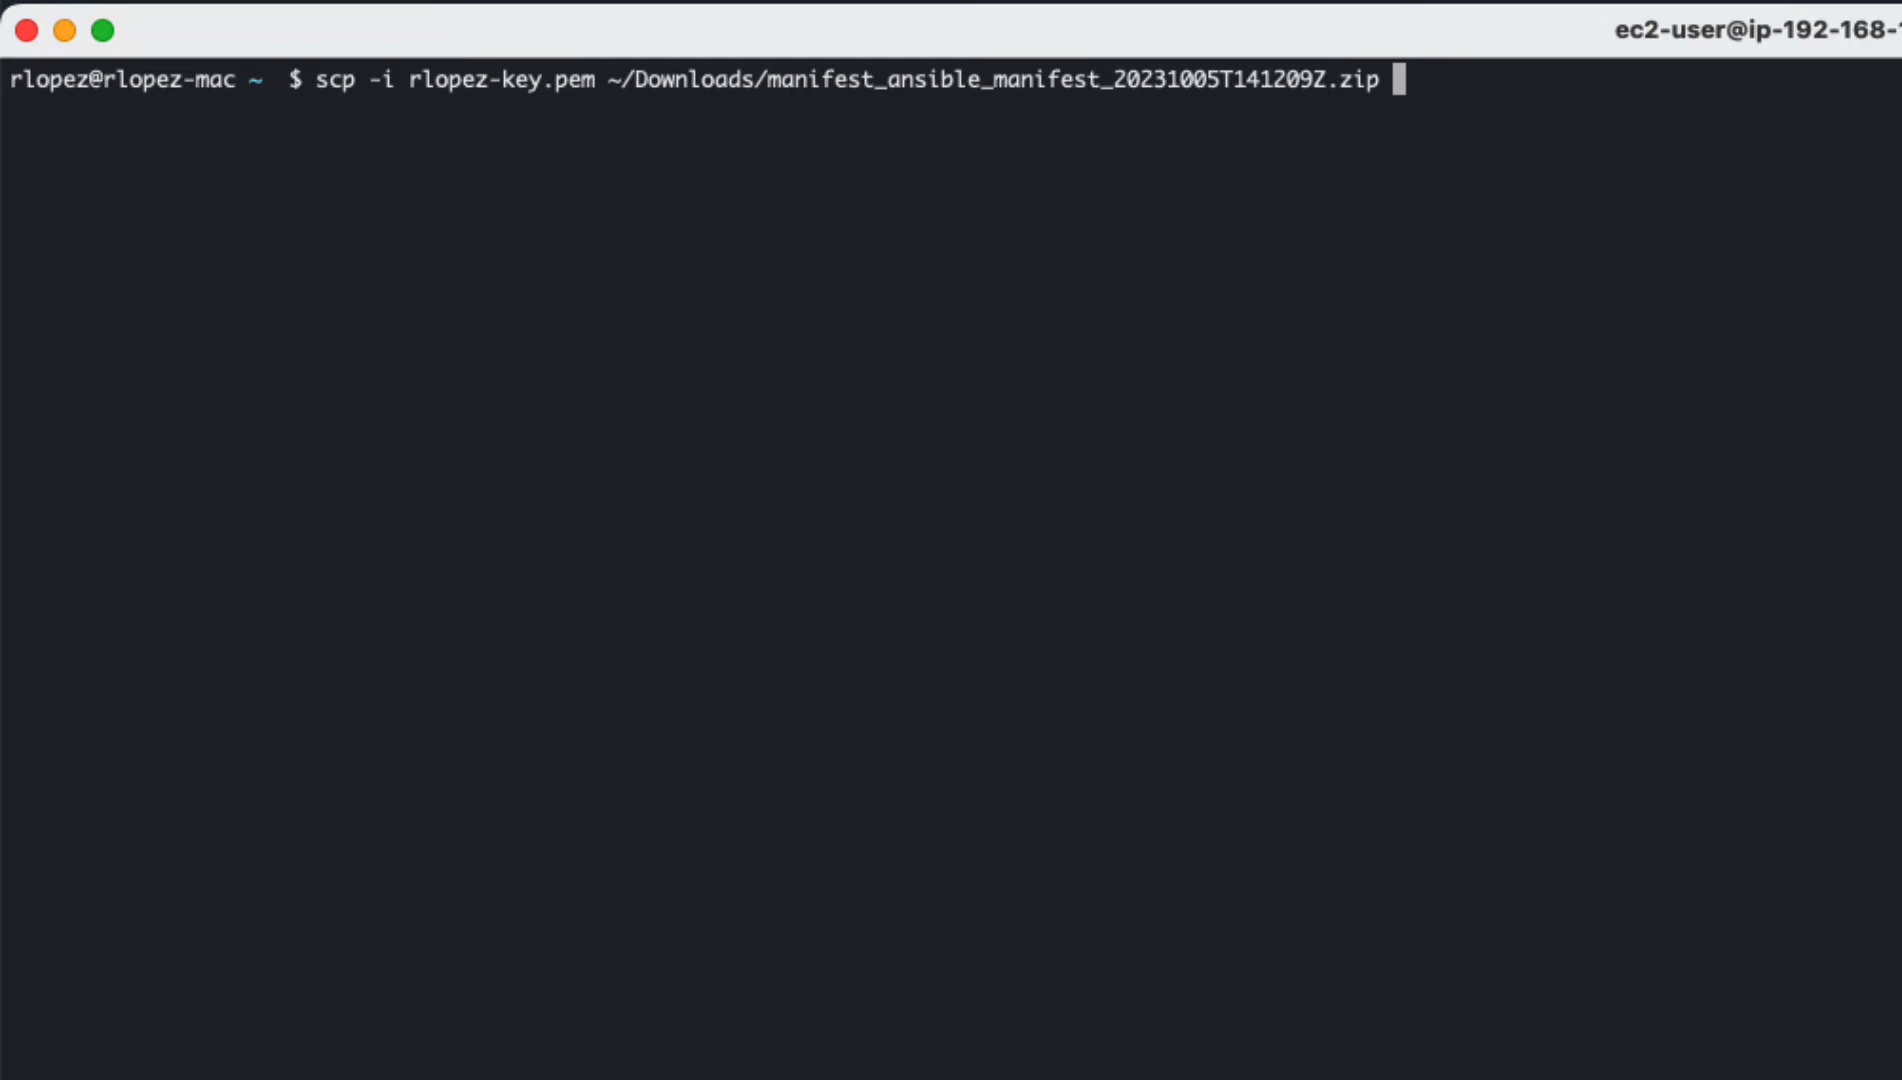 ec2-user@ip-192-168-
rlopez@rlopez-mac ~ $ scp -i rlopez-key.pem ~/Downloads/manifest_ansible_manifest_20231005T141209Z.zip